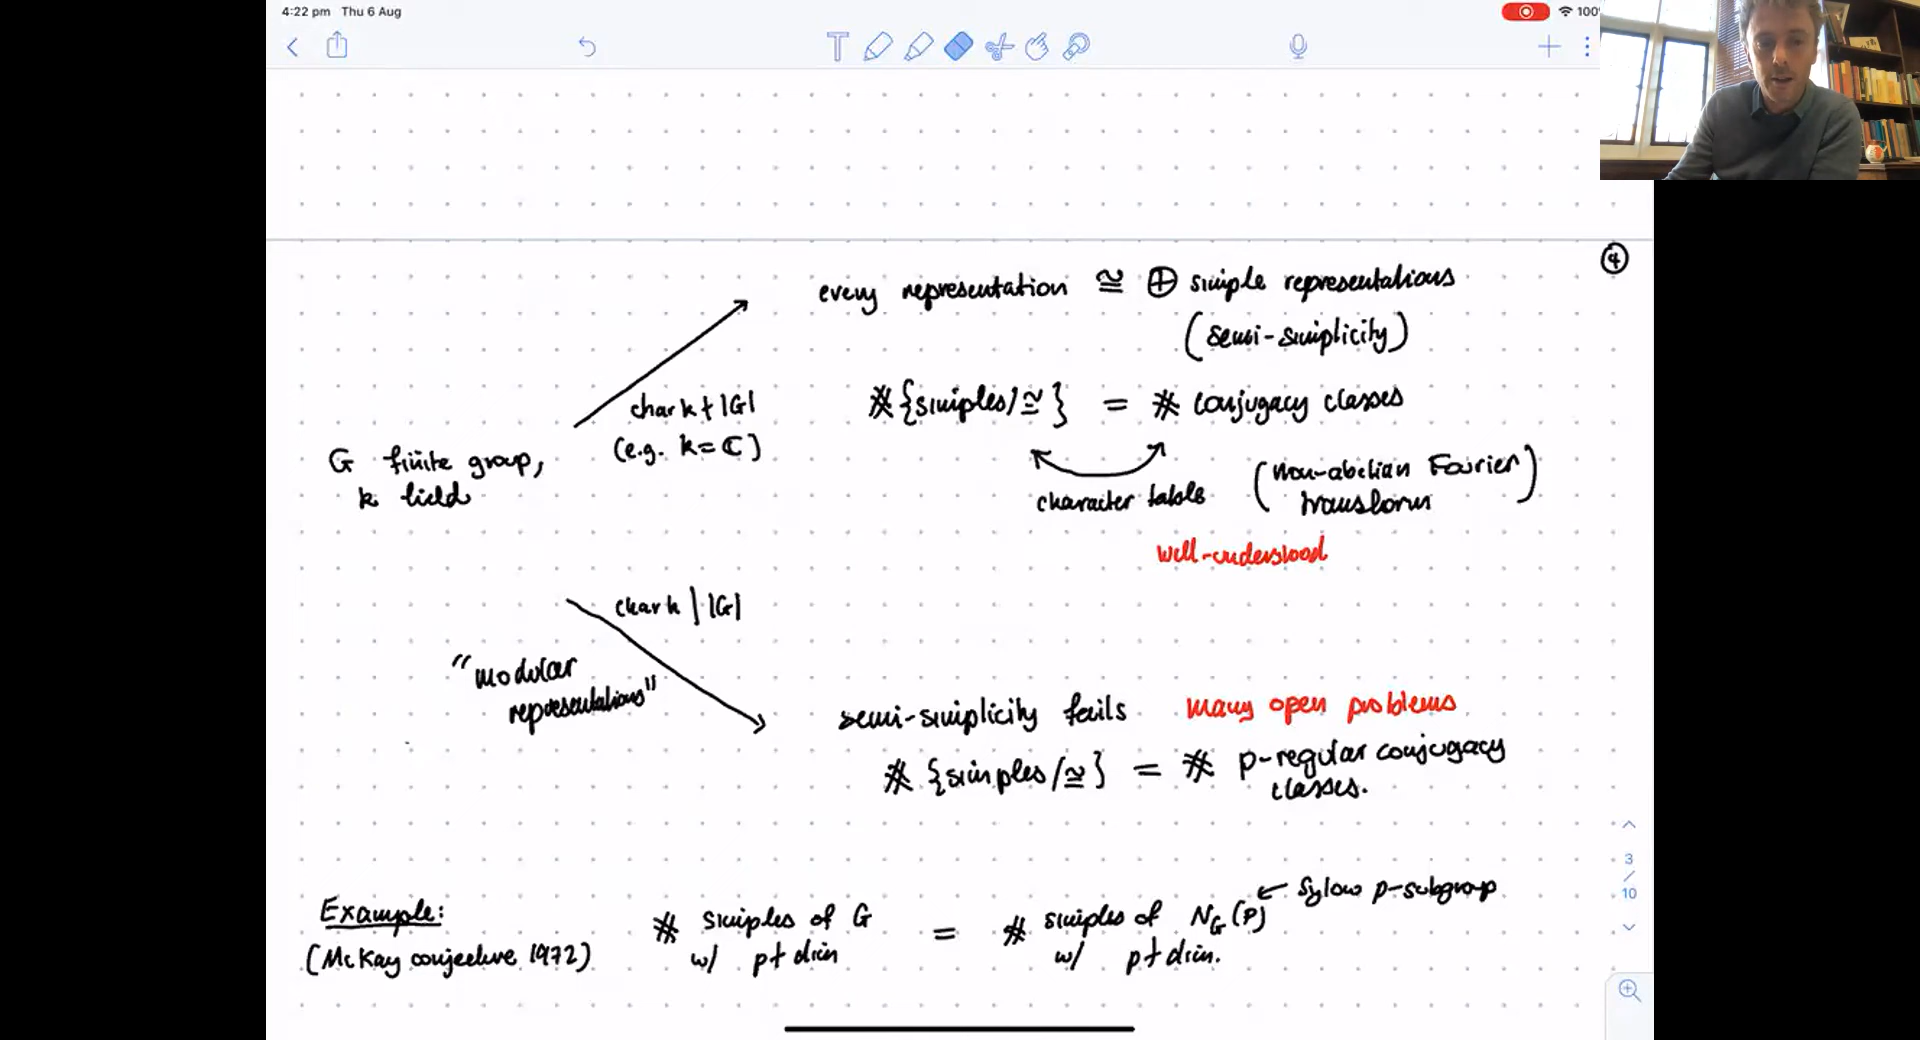 4:22 pm Thu 6 Aug
100
4
every representation ≅ ⊕ simple representations
(semi-simplicity)
char k ∤ |G|
(e.g. k = ℂ)
# {simples/≅} = # conjugacy classes
G finite group,
k field
character table
(non-abelian Fourier
transform)
well-understood
char k | |G|
"modular
representations"
semi-simplicity fails many open problems
# {simples/≅} = # p-regular conjugacy
classes.
3
/
10
Example:
(McKay conjecture 1972)
# simples of G
w/ p∤dim
=
# simples of N_G(P) ← Sylow p-subgroup
w/ p∤dim.